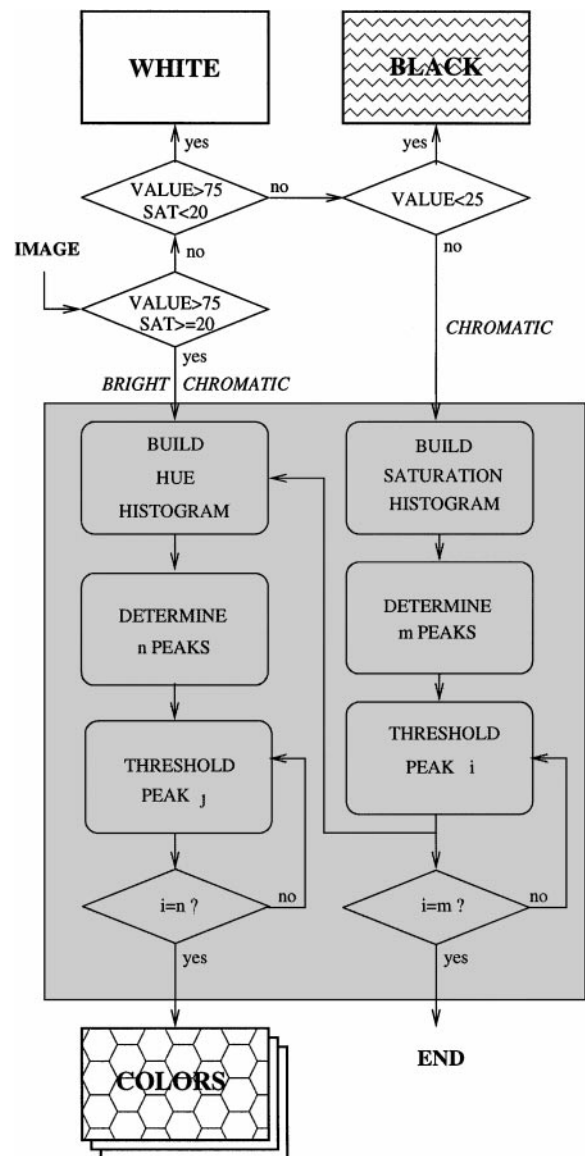 WHITE
BLACK
yes
yes
VALUE>75
SAT<20
no
VALUE<25
IMAGE
no
no
VALUE>75
SAT>=20
yes
CHROMATIC
BRIGHT CHROMATIC
BUILD
HUE
HISTOGRAM
BUILD
SATURATION
HISTOGRAM
DETERMINE
n PEAKS
DETERMINE
m PEAKS
THRESHOLD
PEAK j
THRESHOLD
PEAK i
i=n ?
no
i=m ?
no
yes
yes
COLORS
END